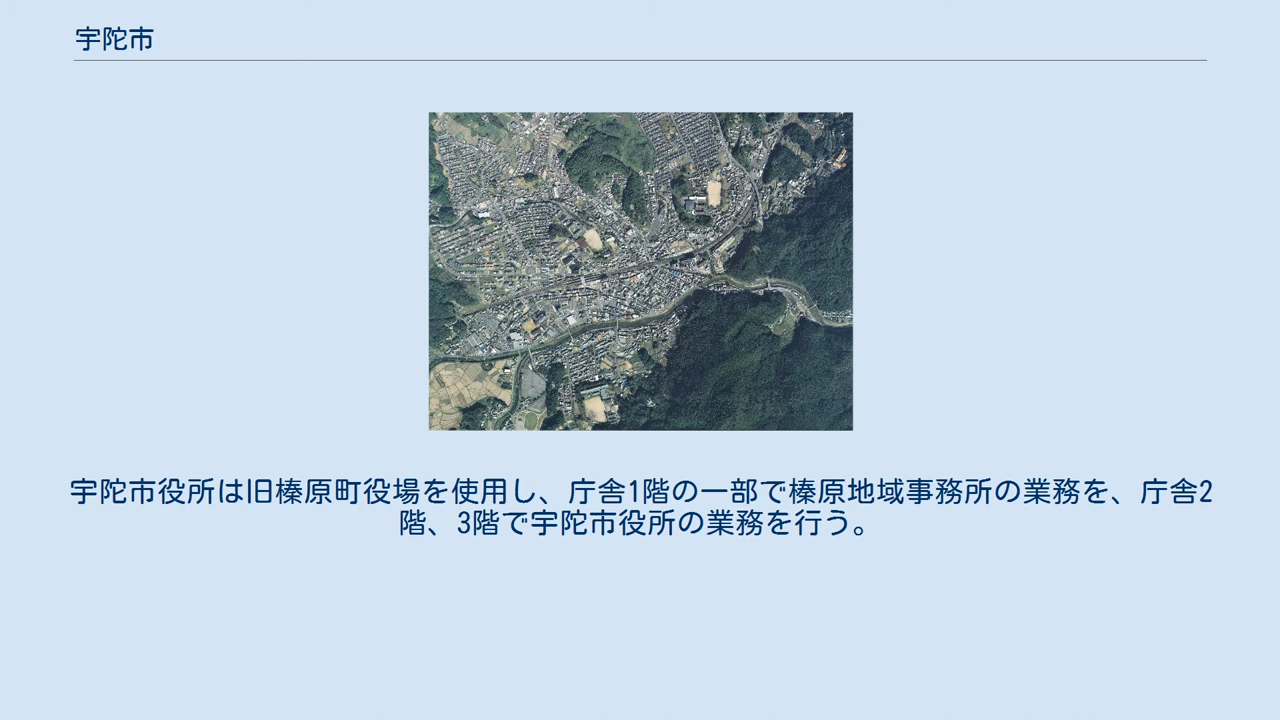 宇陀市
宇陀市役所は旧榛原町役場を使用し、庁舎1階の一部で榛原地域事務所の業務を、庁舎2
階、3階で宇陀市役所の業務を行う。